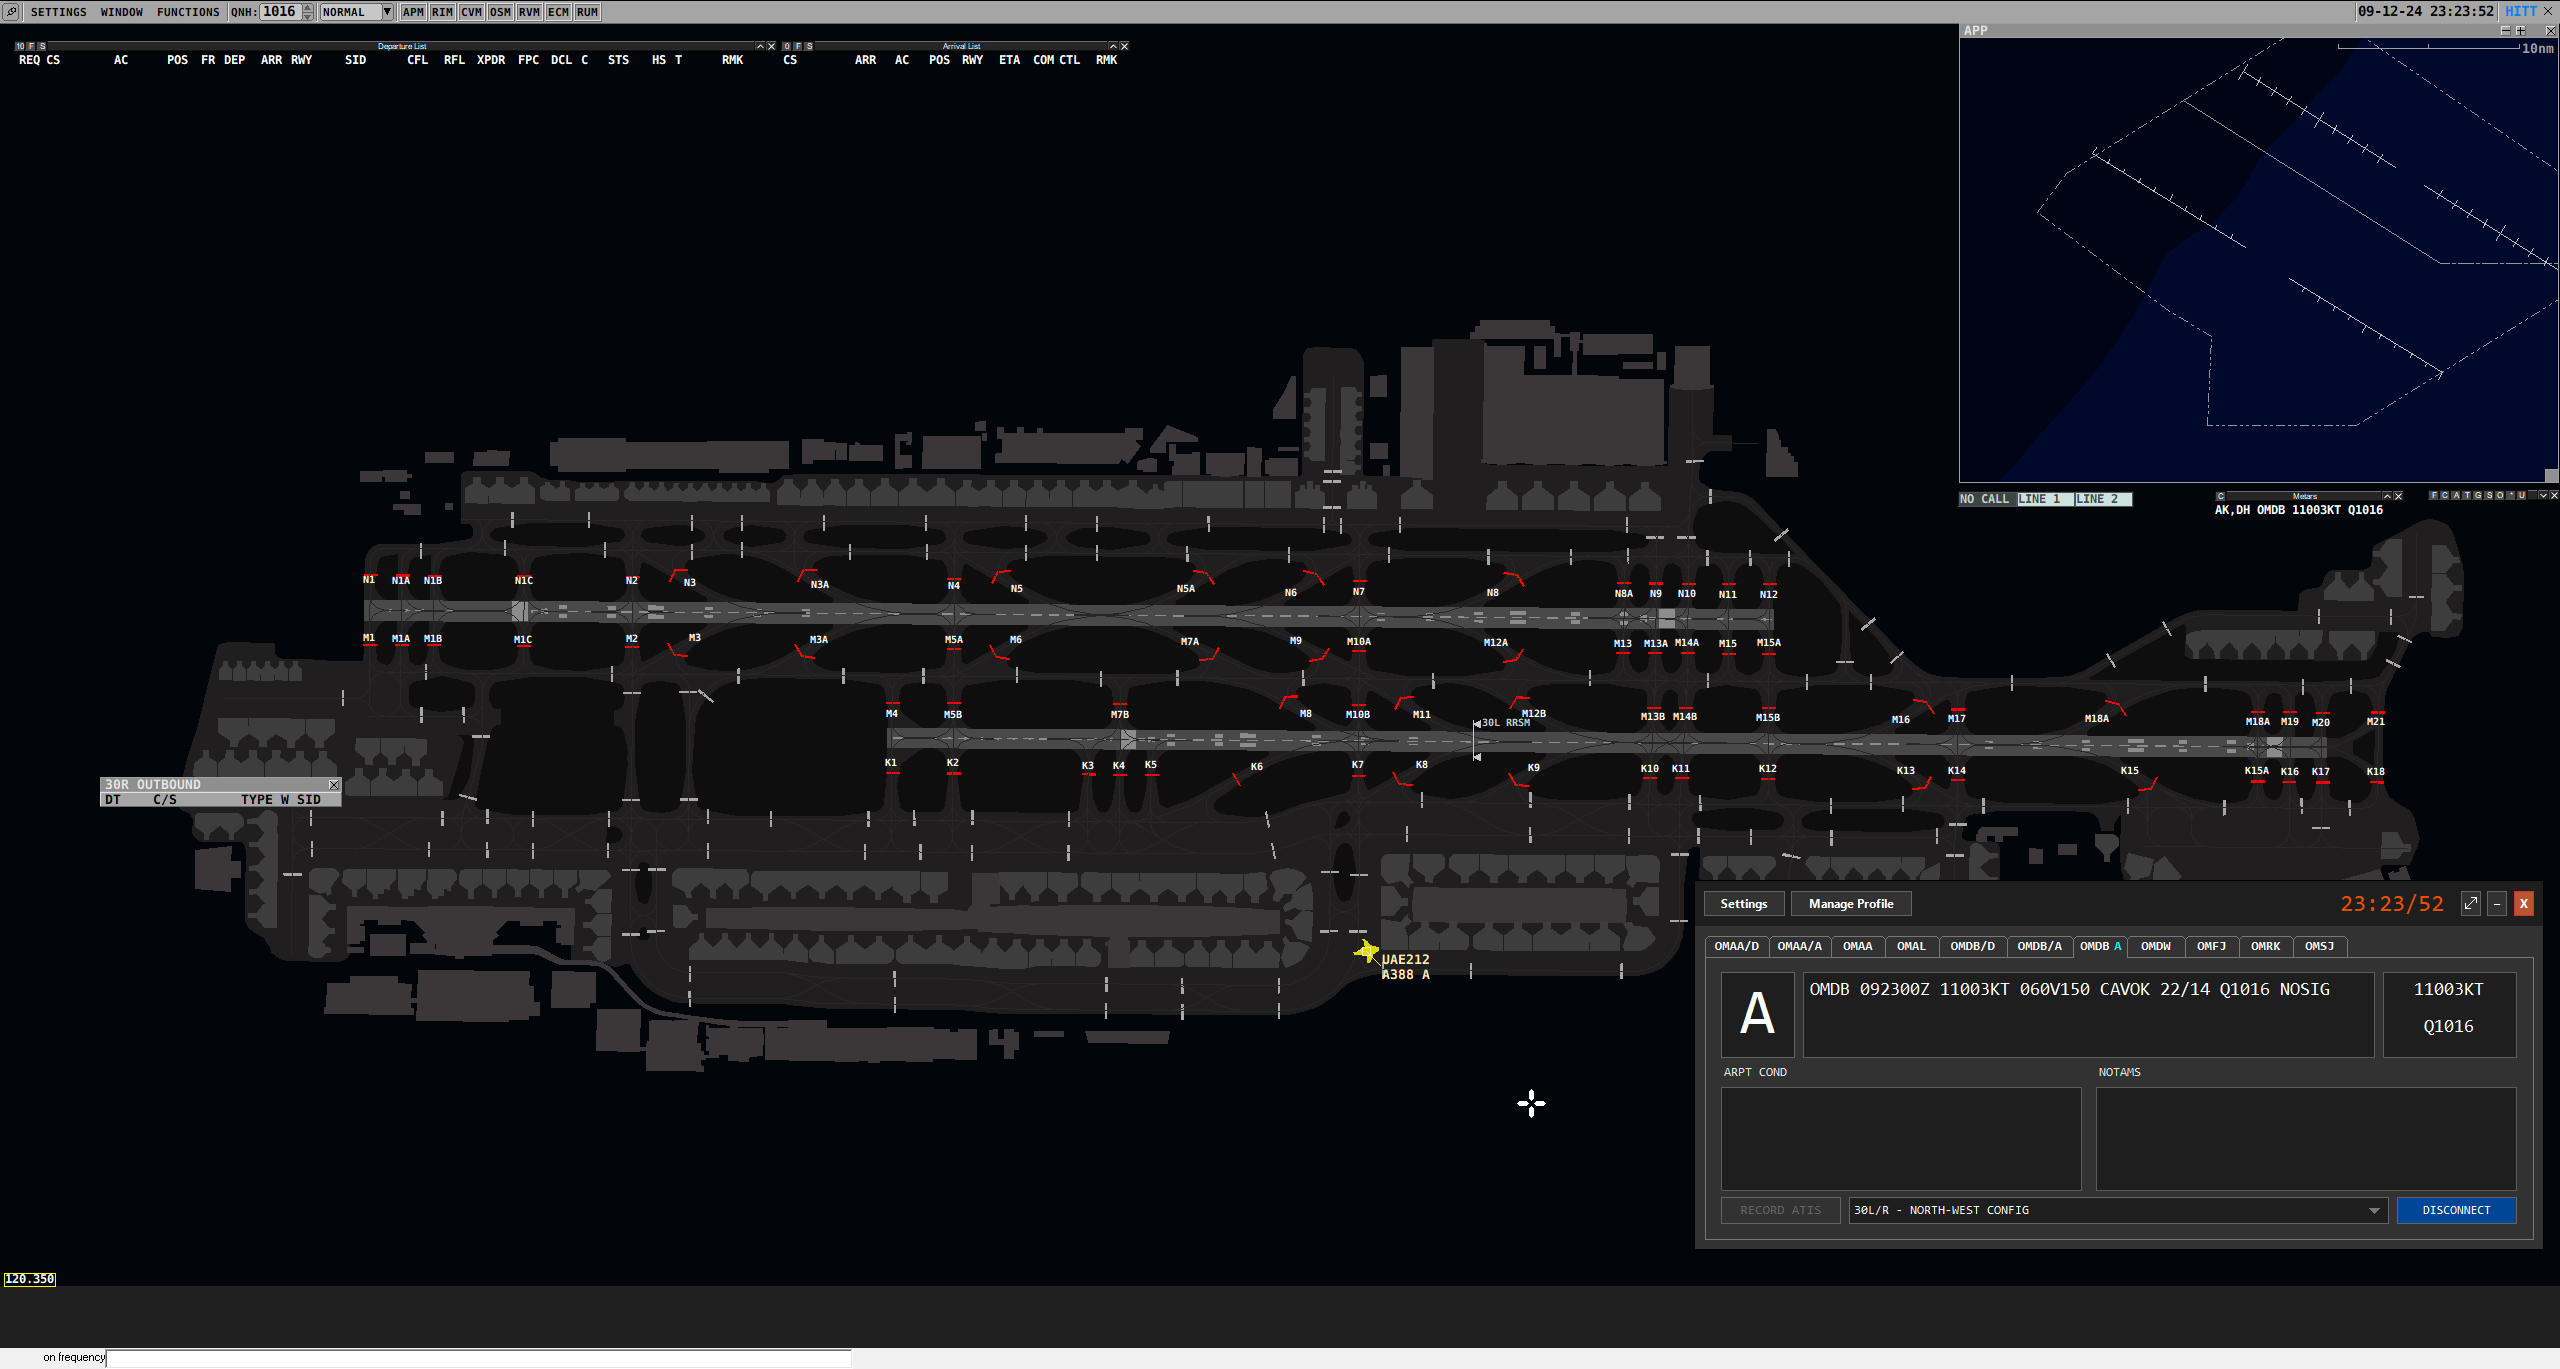 SETTINGS WINDOW FUNCTIONS QNH: 1016 NORMAL APM RIM CVM OSM RVM ECM RUM 09-12-24 23:23:52 HITT
APP
10nm
10 F S Departure List
REQ CS AC POS FR DEP ARR RWY SID CFL RFL XPDR FPC DCL C STS HS T RMK
0 F S Arrival List
CS ARR AC POS RWY ETA COM CTL RMK
NO CALL LINE 1 LINE 2
C Metars
F C A T G S O * U
AK,DH OMDB 11003KT Q1016
N1 N1A N1B N1C N2 N3 N3A N4 N5 N5A N6 N7 N8 N8A N9 N10 N11 N12
M1 M1A M1B M1C M2 M3 M3A M5A M6 M7A M9 M10A M12A M13 M13A M14A M15 M15A
M4 M5B M7B M8 M10B M11 M12B M13B M14B M15B M16 M17 M18A M18A M19 M20 M21
30L RRSM
K1 K2 K3 K4 K5 K6 K7 K8 K9 K10 K11 K12 K13 K14 K15 K15A K16 K17 K18
30R OUTBOUND
DT C/S TYPE W SID
UAE212
A388 A
Settings Manage Profile 23:23/52 X
OMAA/D OMAA/A OMAA OMAL OMDB/D OMDB/A OMDB A OMDW OMFJ OMRK OMSJ
A
OMDB 092300Z 11003KT 060V150 CAVOK 22/14 Q1016 NOSIG
11003KT
Q1016
ARPT COND NOTAMS
RECORD ATIS 30L/R - NORTH-WEST CONFIG DISCONNECT
120.350
on frequency